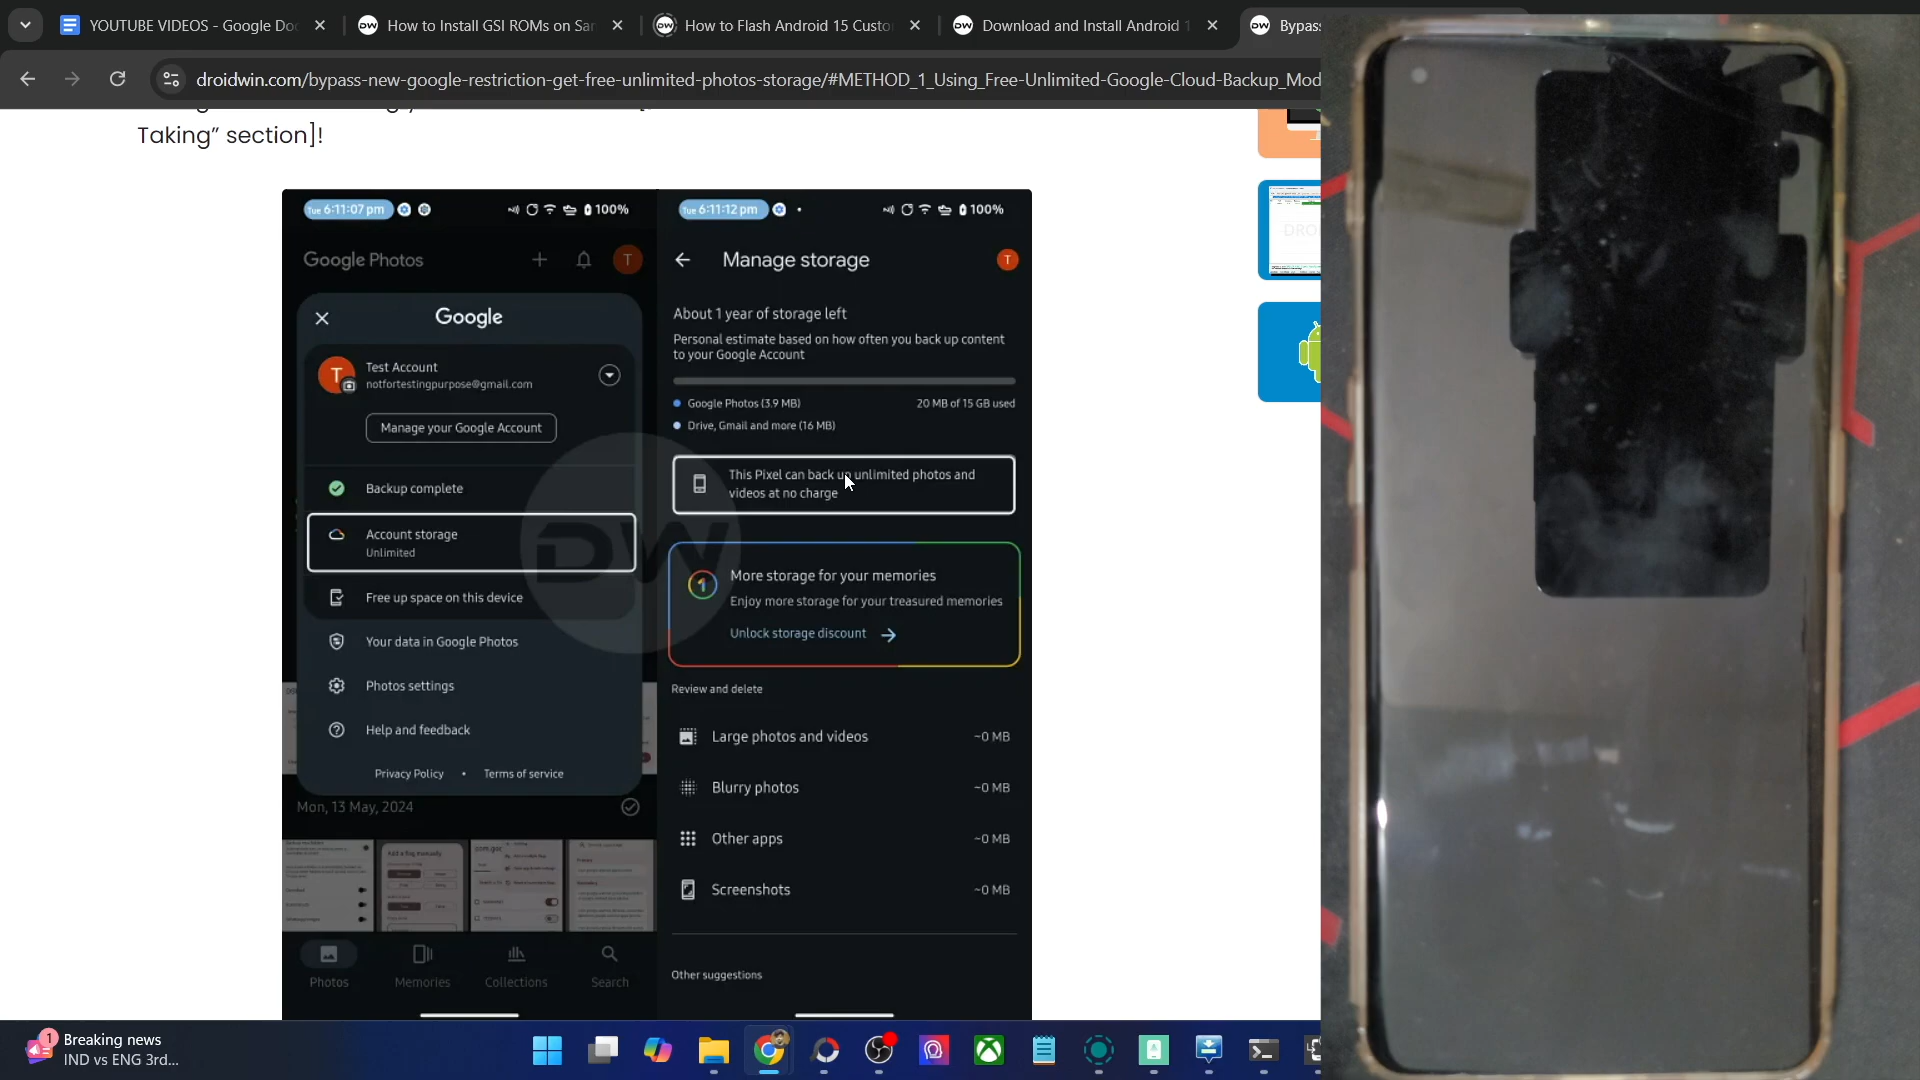 YOUTUBE VIDEOS - Google Do
How to Install GSI ROMs on Sa
How to Flash Android 15 Custo
Download and Install Android 1
Bypas
droidwin.com/bypass-new-google-restriction-get-free-unlimited-photos-storage/#METHOD_1_Using_Free-Unlimited-Google-Cloud-Backup_Mod
Taking” section]!
Tue 6:11:07 pm
100%
Google Photos
T
Google
T
Test Account
notfortestingpurpose@gmail.com
Manage your Google Account
Backup complete
Account storage
Unlimited
Free up space on this device
Your data in Google Photos
Photos settings
Help and feedback
Privacy Policy • Terms of service
Mon, 13 May, 2024
Photos
Memories
Collections
Search
Tue 6:11:12 pm
100%
Manage storage
T
About 1 year of storage left
Personal estimate based on how often you back up content
to your Google Account
Google Photos (3.9 MB)
20 MB of 15 GB used
Drive, Gmail and more (16 MB)
This Pixel can back up unlimited photos and
videos at no charge
DW
More storage for your memories
Enjoy more storage for your treasured memories
Unlock storage discount
Review and delete
Large photos and videos
~0 MB
Blurry photos
~0 MB
Other apps
~0 MB
Screenshots
~0 MB
Other suggestions
1
Breaking news
IND vs ENG 3rd...